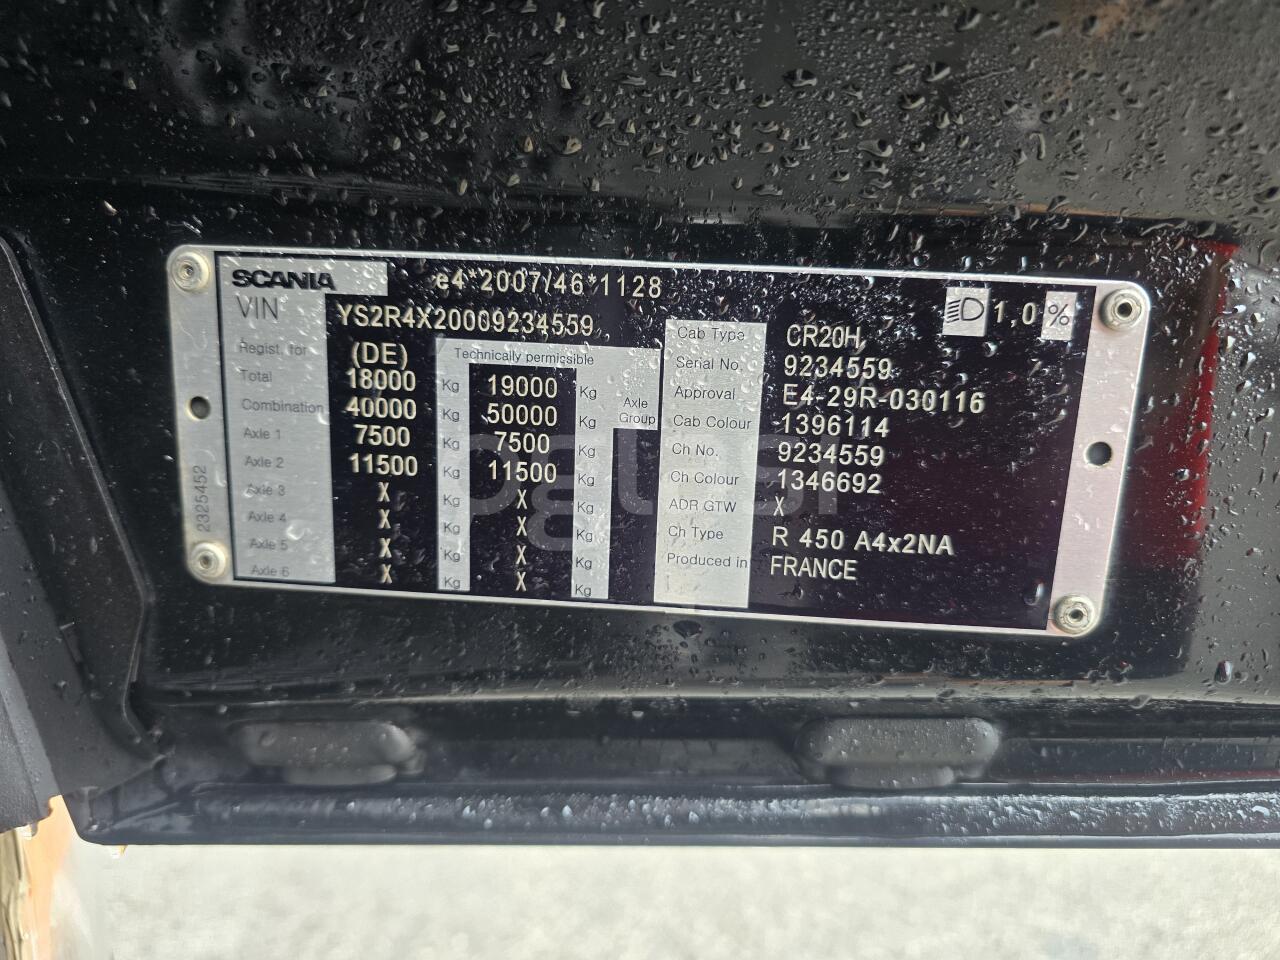 SCANIA e4*2007/46*1128
VIN YS2R4X20009234559
Regist. for (DE) Technically permissible
Total 18000 Kg 19000 Kg
Combination 40000 Kg 50000 Kg Axle Group
Axle 1 7500 Kg 7500 Kg
Axle 2 11500 Kg 11500 Kg
Axle 3 X Kg X Kg
Axle 4 X Kg X Kg
Axle 5 X Kg X Kg
Axle 6 X Kg X Kg
1,0 %
Cab Type CR20H
Serial No. 9234559
Approval E4-29R-030116
Cab Colour 1396114
Ch No. 9234559
Ch Colour 1346692
ADR GTW X
Ch Type R 450 A4x2NA
Produced in FRANCE
2325452